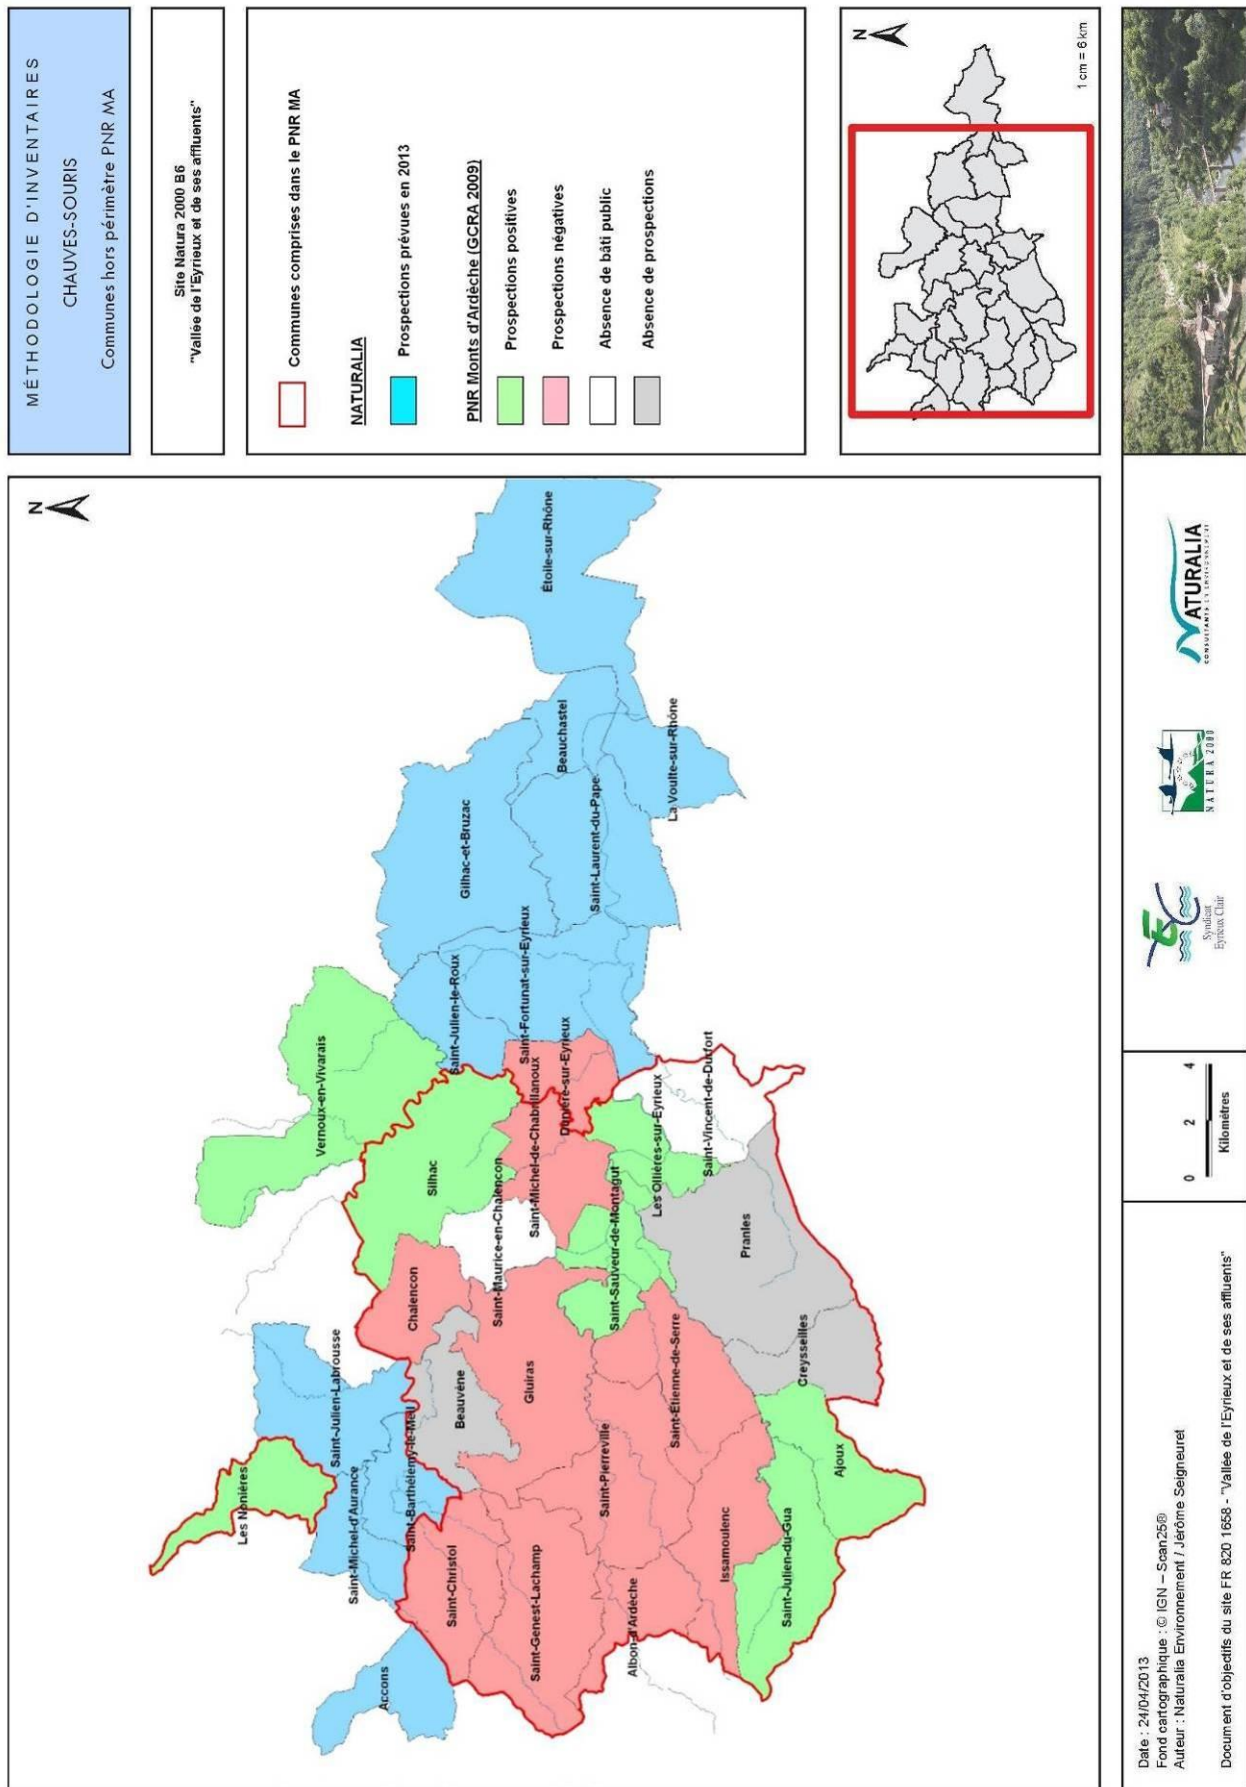 MÉTHODOLOGIE D'INVENTAIRES
CHAUVES-SOURIS
Communes hors périmètre PNR MA
Site Natura 2000 B6
"Vallée de l'Eyrieux et de ses affluents"
Communes comprises dans le PNR MA
NATURALIA
Prospections prévues en 2013
PNR Monts d'Ardèche (GCRA 2009)
Prospections positives
Prospections négatives
Absence de bâti public
Absence de prospections
N
1 cm = 6 km
N
Étoile-sur-Rhône
Beauchastel
La Voulte-sur-Rhône
Gilhac-et-Bruzac
Saint-Laurent-du-Pape
Saint-Julien-le-Roux
Saint-Fortunat-sur-Eyrieux
Vernoux-en-Vivarais
Dunière-sur-Eyrieux
Silhac
Saint-Michel-de-Chabrillanoux
Les Ollières-sur-Eyrieux
Saint-Vincent-de-Durfort
Saint-Maurice-en-Chalencon
Saint-Sauveur-de-Montagut
Pranles
Chalencon
Creysseilles
Saint-Julien-Labrousse
Beauvène
Gluiras
Saint-Etienne-de-Serre
Saint-Barthélemy-le-Meil
Saint-Pierreville
Ajoux
Les Nonières
Saint-Michel-d'Aurance
Saint-Christol
Saint-Genest-Lachamp
Albon-d'Ardèche
Issamoulenc
Saint-Julien-du-Gua
Accons
Date : 24/04/2013
Fond cartographique : © IGN – Scan25®
Auteur : Naturalia Environnement / Jérôme Seigneuret
Document d'objectifs du site FR 820 1658 - "Vallée de l'Eyrieux et de ses affluents"
0 2 4
Kilomètres
Syndicat
Eyrieux Clair
NATURA 2000
NATURALIA
CONSULTANTS EN ENVIRONNEMENT